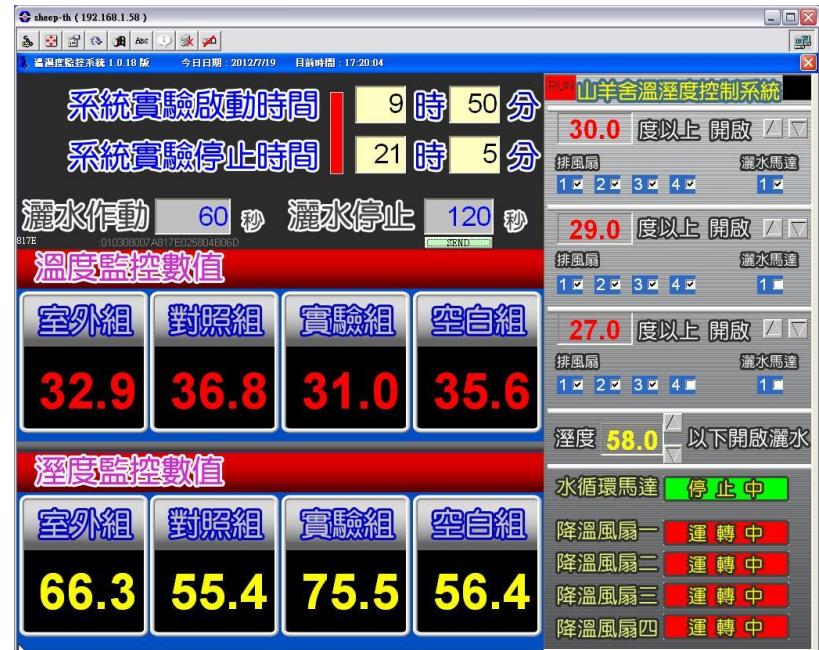 sheep-th ( 192.168.1.58 )
ABC
溫溼度監控系統 1.0.18 版 今日日期 : 2012/7/19 目前時間 : 17:20:04
系統實驗啟動時間 9 時 50 分
系統實驗停止時間 21 時 5 分
灑水作動 60 秒 灑水停止 120 秒
817E :010308007A817E025804B06D SEND
溫度監控數值
室外組 對照組 實驗組 空白組
32.9 36.8 31.0 35.6
溼度監控數值
室外組 對照組 實驗組 空白組
66.3 55.4 75.5 56.4
RUN 山羊舍溫溼度控制系統
30.0 度以上 開啟
排風扇 灑水馬達
1 2 3 4 1
29.0 度以上 開啟
排風扇 灑水馬達
1 2 3 4 1
27.0 度以上 開啟
排風扇 灑水馬達
1 2 3 4 1
溼度 58.0 以下開啟灑水
水循環馬達 停止中
降溫風扇一 運轉中
降溫風扇二 運轉中
降溫風扇三 運轉中
降溫風扇四 運轉中